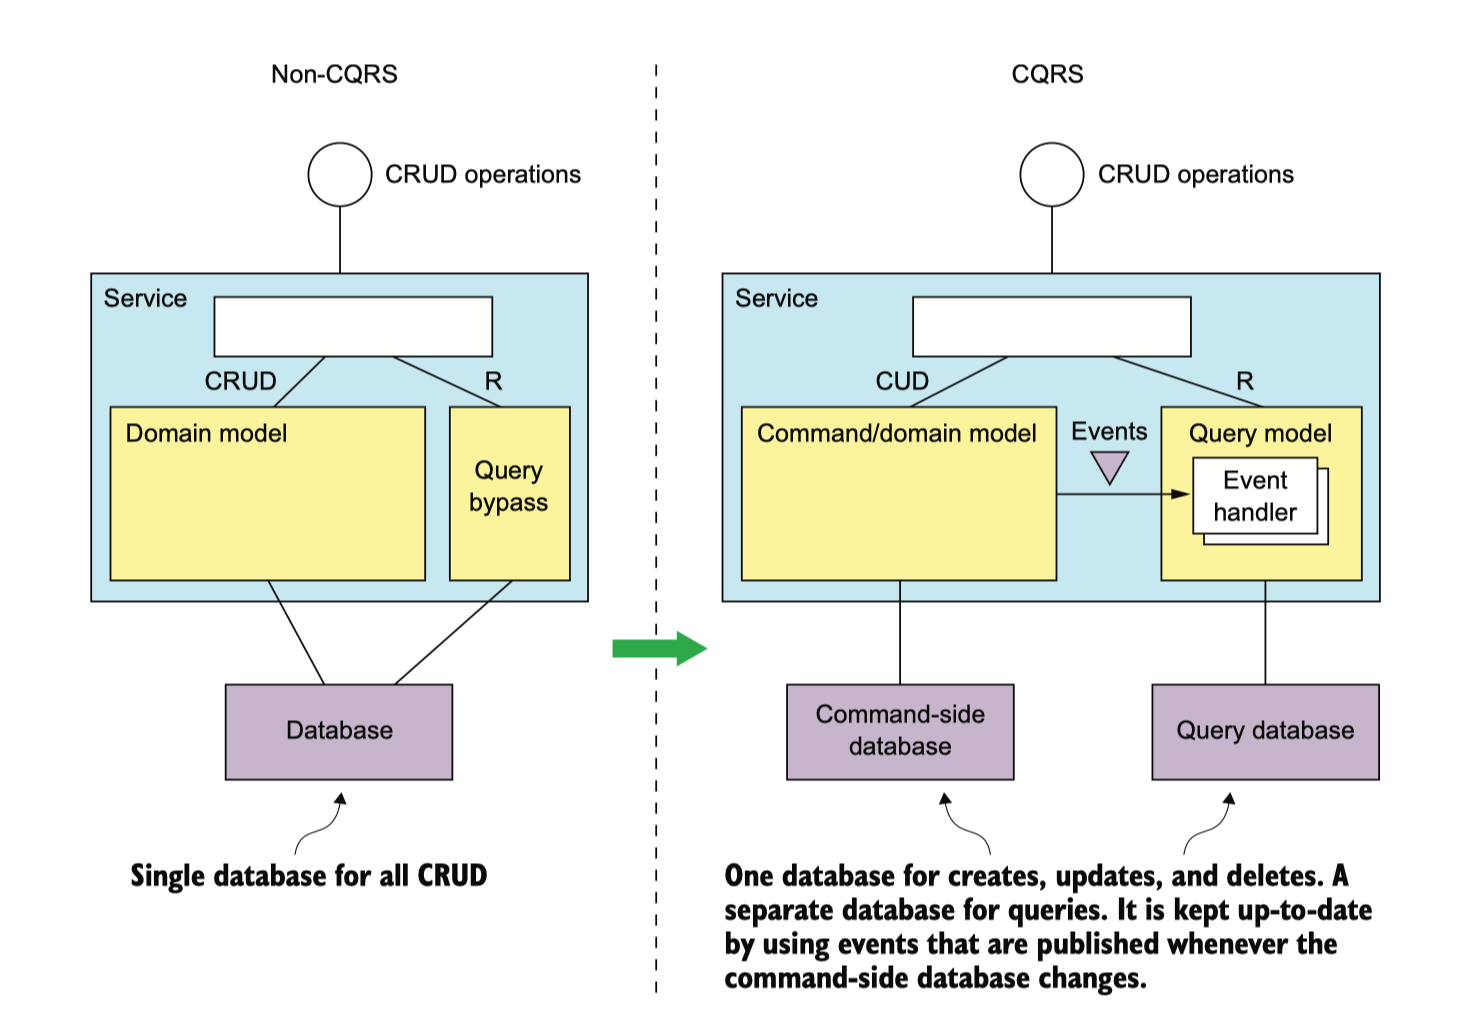 Non-CQRS
CRUD operations
Service
CRUD
R
Domain model
Query
bypass
Database
Single database for all CRUD
CQRS
CRUD operations
Service
CUD
R
Command/domain model
Events
Query model
Event
handler
Command-side
database
Query database
One database for creates, updates, and deletes. A
separate database for queries. It is kept up-to-date
by using events that are published whenever the
command-side database changes.